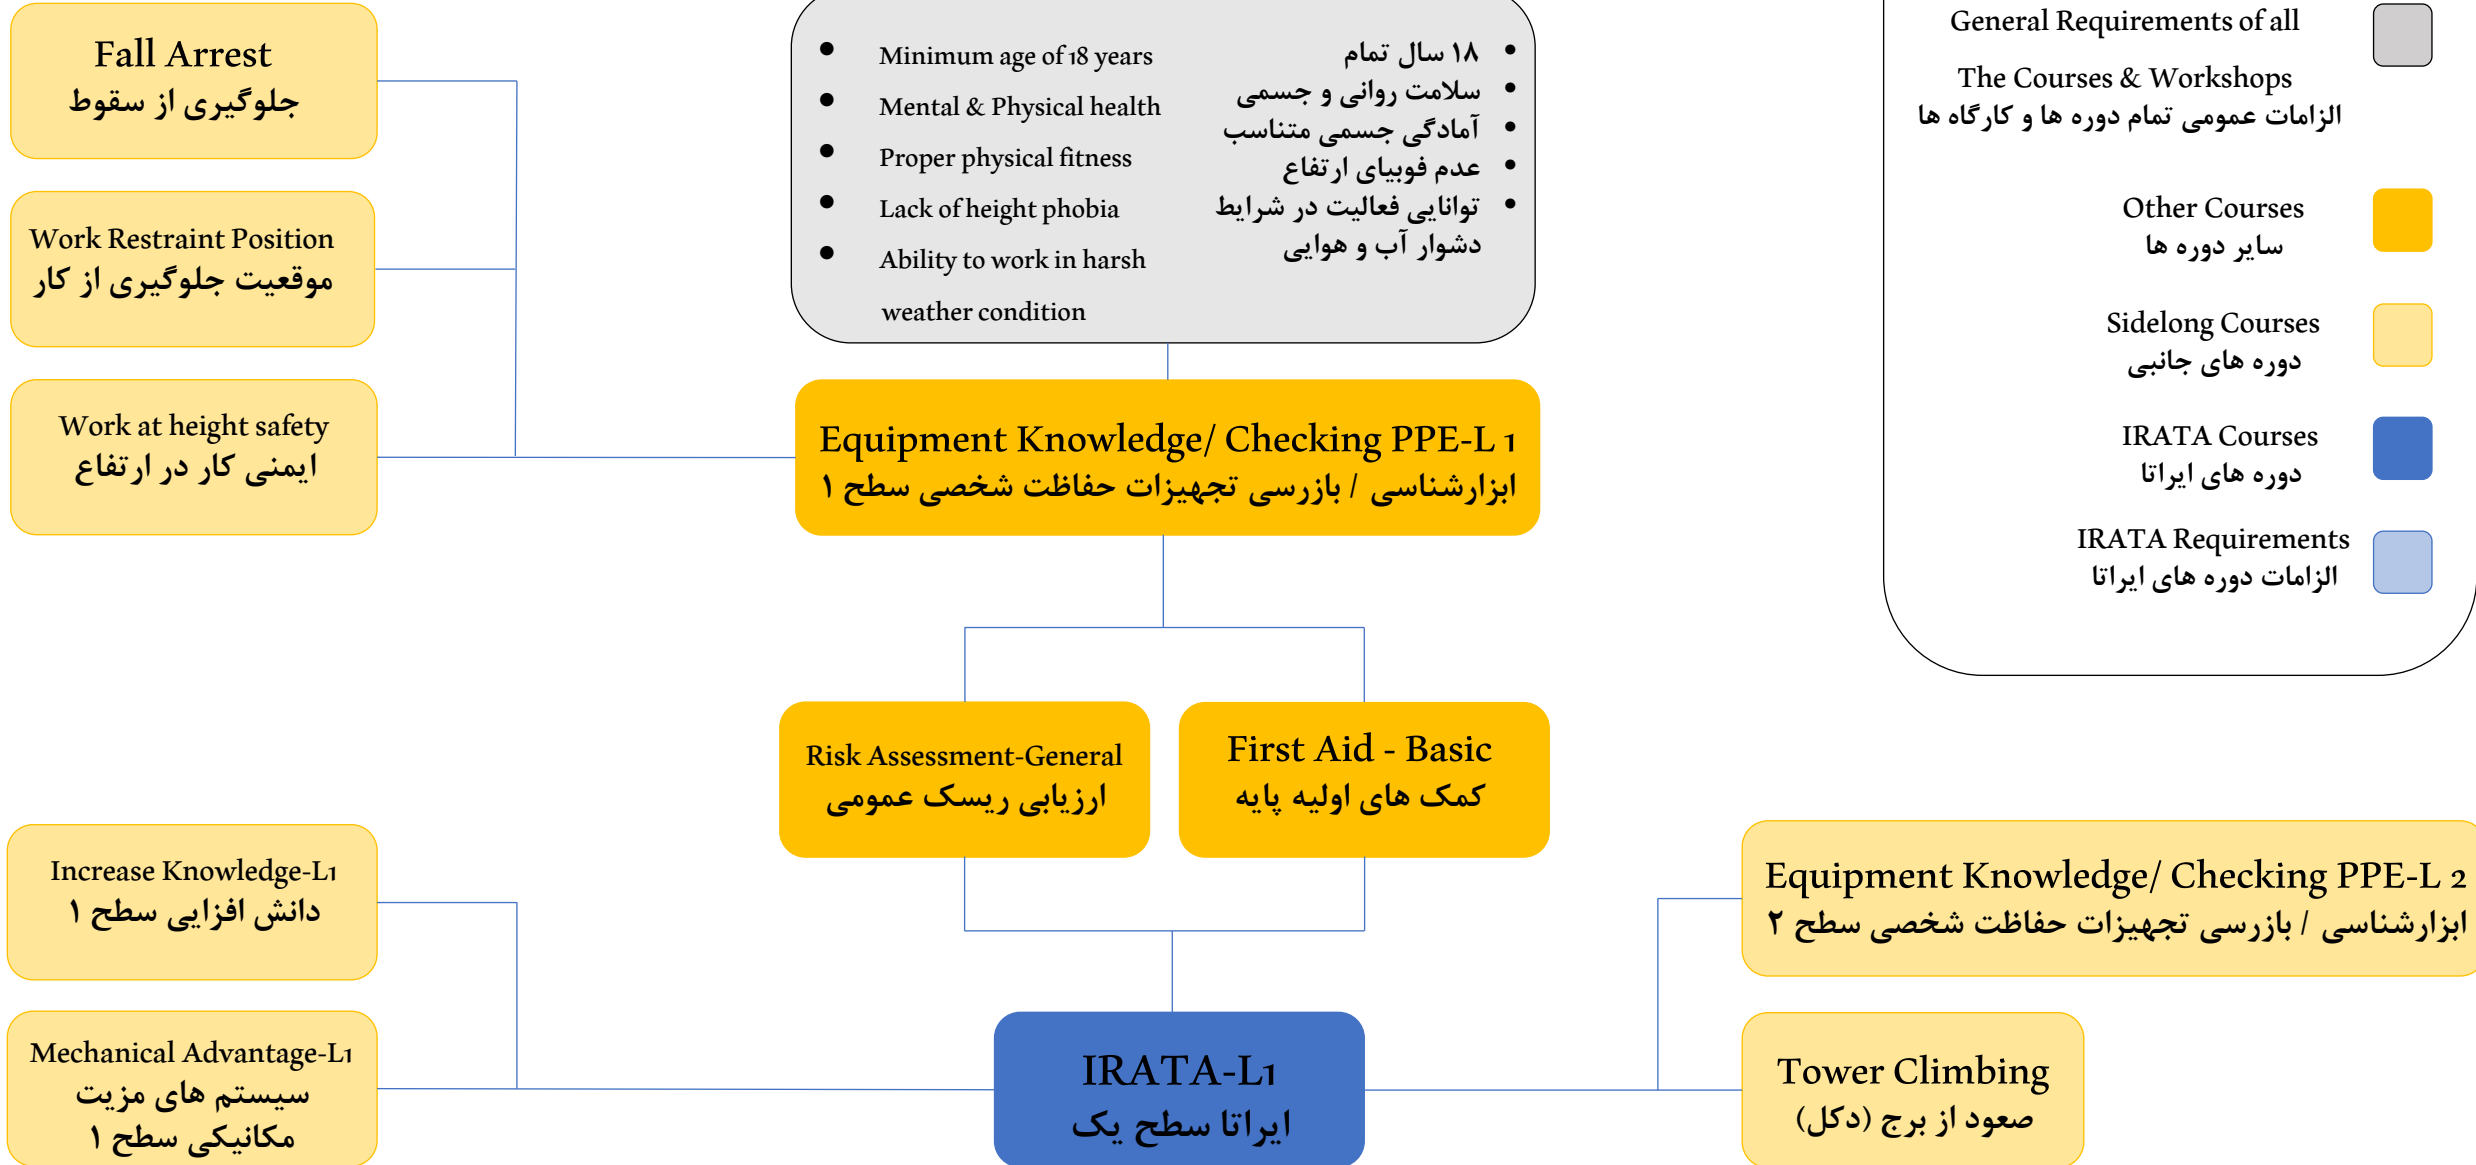 Fall Arrest
جلوگیری از سقوط
Work Restraint Position
موقعیت جلوگیری از کار
Work at height safety
ایمنی کار در ارتفاع
• Minimum age of 18 years
• Mental & Physical health
• Proper physical fitness
• Lack of height phobia
• Ability to work in harsh
weather condition
• ۱۸ سال تمام
• سلامت روانی و جسمی
• آمادگی جسمی متناسب
• عدم فوبیای ارتفاع
• توانایی فعالیت در شرایط
دشوار آب و هوایی
General Requirements of all
The Courses & Workshops
الزامات عمومی تمام دوره ها و کارگاه ها
Other Courses
سایر دوره ها
Sidelong Courses
دوره های جانبی
IRATA Courses
دوره های ایراتا
IRATA Requirements
الزامات دوره های ایراتا
Equipment Knowledge/ Checking PPE-L 1
ابزارشناسی / بازرسی تجهیزات حفاظت شخصی سطح ۱
Risk Assessment-General
ارزیابی ریسک عمومی
First Aid - Basic
کمک های اولیه پایه
Increase Knowledge-L1
دانش افزایی سطح ۱
Mechanical Advantage-L1
سیستم های مزیت
مکانیکی سطح ۱
IRATA-L1
ایراتا سطح یک
Equipment Knowledge/ Checking PPE-L 2
ابزارشناسی / بازرسی تجهیزات حفاظت شخصی سطح ۲
Tower Climbing
صعود از برج (دکل)